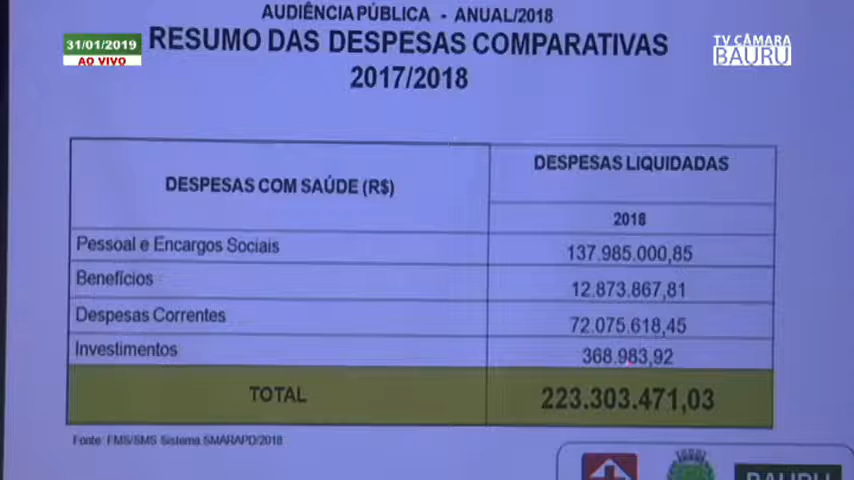 AUDIÊNCIA PÚBLICA - ANUAL/2018
31/01/2019
AO VIVO
RESUMO DAS DESPESAS COMPARATIVAS
2017/2018
TV CÂMARA
BAURU
DESPESAS COM SAÚDE (R$)
DESPESAS LIQUIDADAS
2018
Pessoal e Encargos Sociais 137.985.000,85
Benefícios 12.873.867,81
Despesas Correntes 72.075.618,45
Investimentos 368.983,92
TOTAL 223.303.471,03
Fonte: FMS/SMS Sistema SMARAPD/2018
BAURU